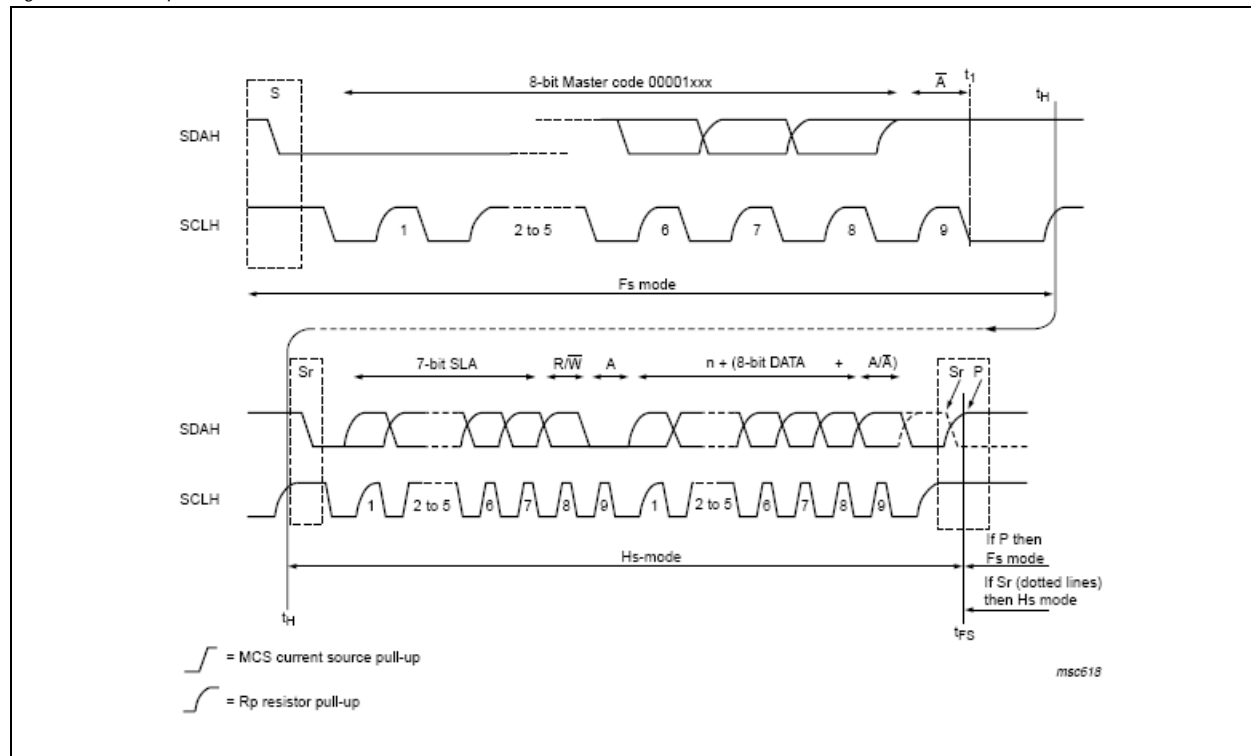 8-bit Master code 00001xxx
A̅
t1
tH
S
SDAH
SCLH
1
2 to 5
6
7
8
9
Fs mode
Sr
7-bit SLA
R/W̅
A
n + (8-bit DATA + A/A̅)
Sr P
SDAH
SCLH
1
2 to 5
6
7
8
9
1
2 to 5
6
7
8
9
Hs-mode
If P then
Fs mode
If Sr (dotted lines)
then Hs mode
tH
tFS
= MCS current source pull-up
= Rp resistor pull-up
msc618